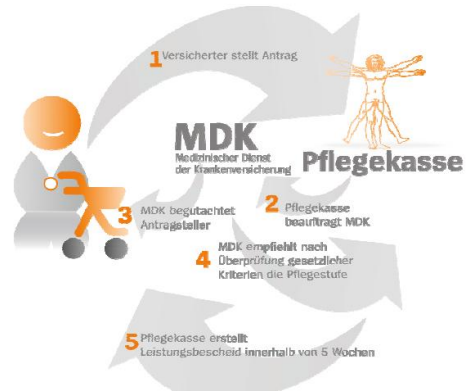 1 Versicherter stellt Antrag
MDK
Medizinischer Dienst
der Krankenversicherung
Pflegekasse
2 Pflegekasse
beauftragt MDK
3 MDK begutachtet
Antragsteller
4 MDK empfiehlt nach
Überprüfung gesetzlicher
Kriterien die Pflegestufe
5 Pflegekasse erstellt
Leistungsbescheid innerhalb von 5 Wochen